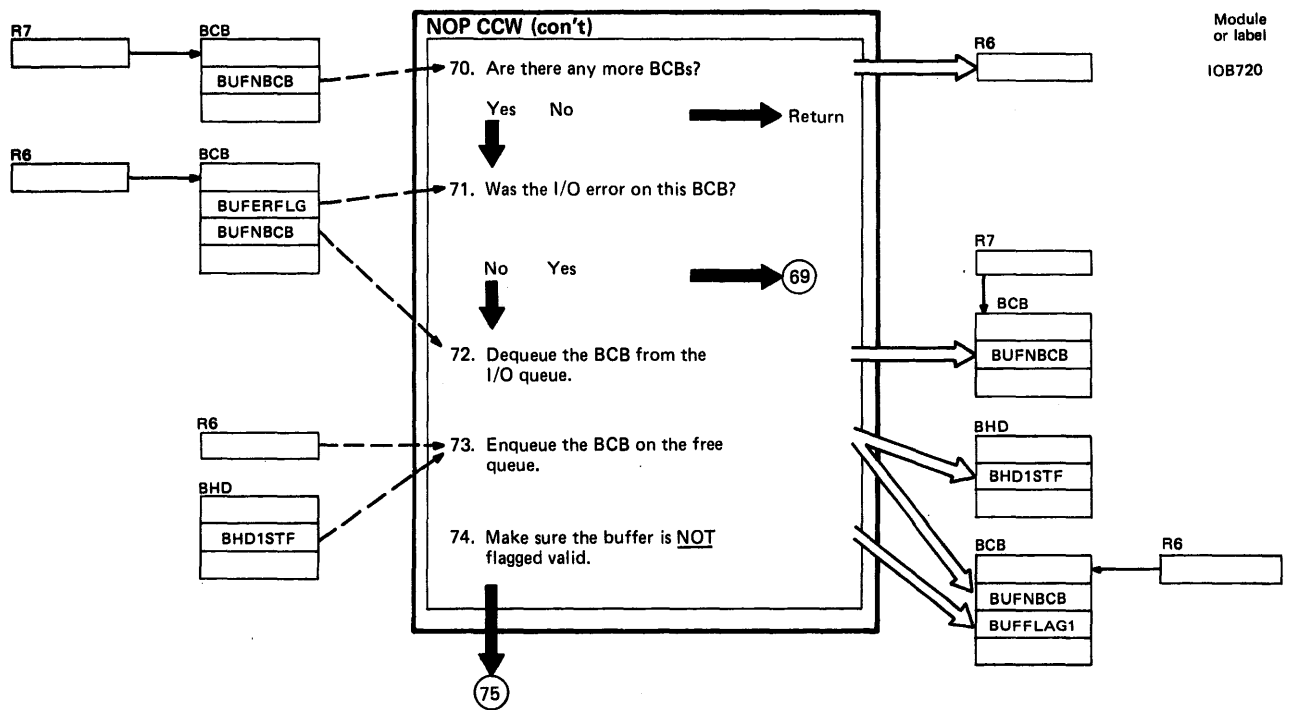 NOP CCW (con't)
Module
or label
IOB720
R7
BCB
BUFNBCB
70. Are there any more BCBs?
R6
Yes No
Return
R6
BCB
BUFERFLG
BUFNBCB
71. Was the I/O error on this BCB?
No Yes
69
R7
BCB
BUFNBCB
72. Dequeue the BCB from the
I/O queue.
R6
73. Enqueue the BCB on the free
queue.
BHD
BHD1STF
BHD
BHD1STF
74. Make sure the buffer is NOT
flagged valid.
BCB
R6
BUFNBCB
BUFFLAG1
75